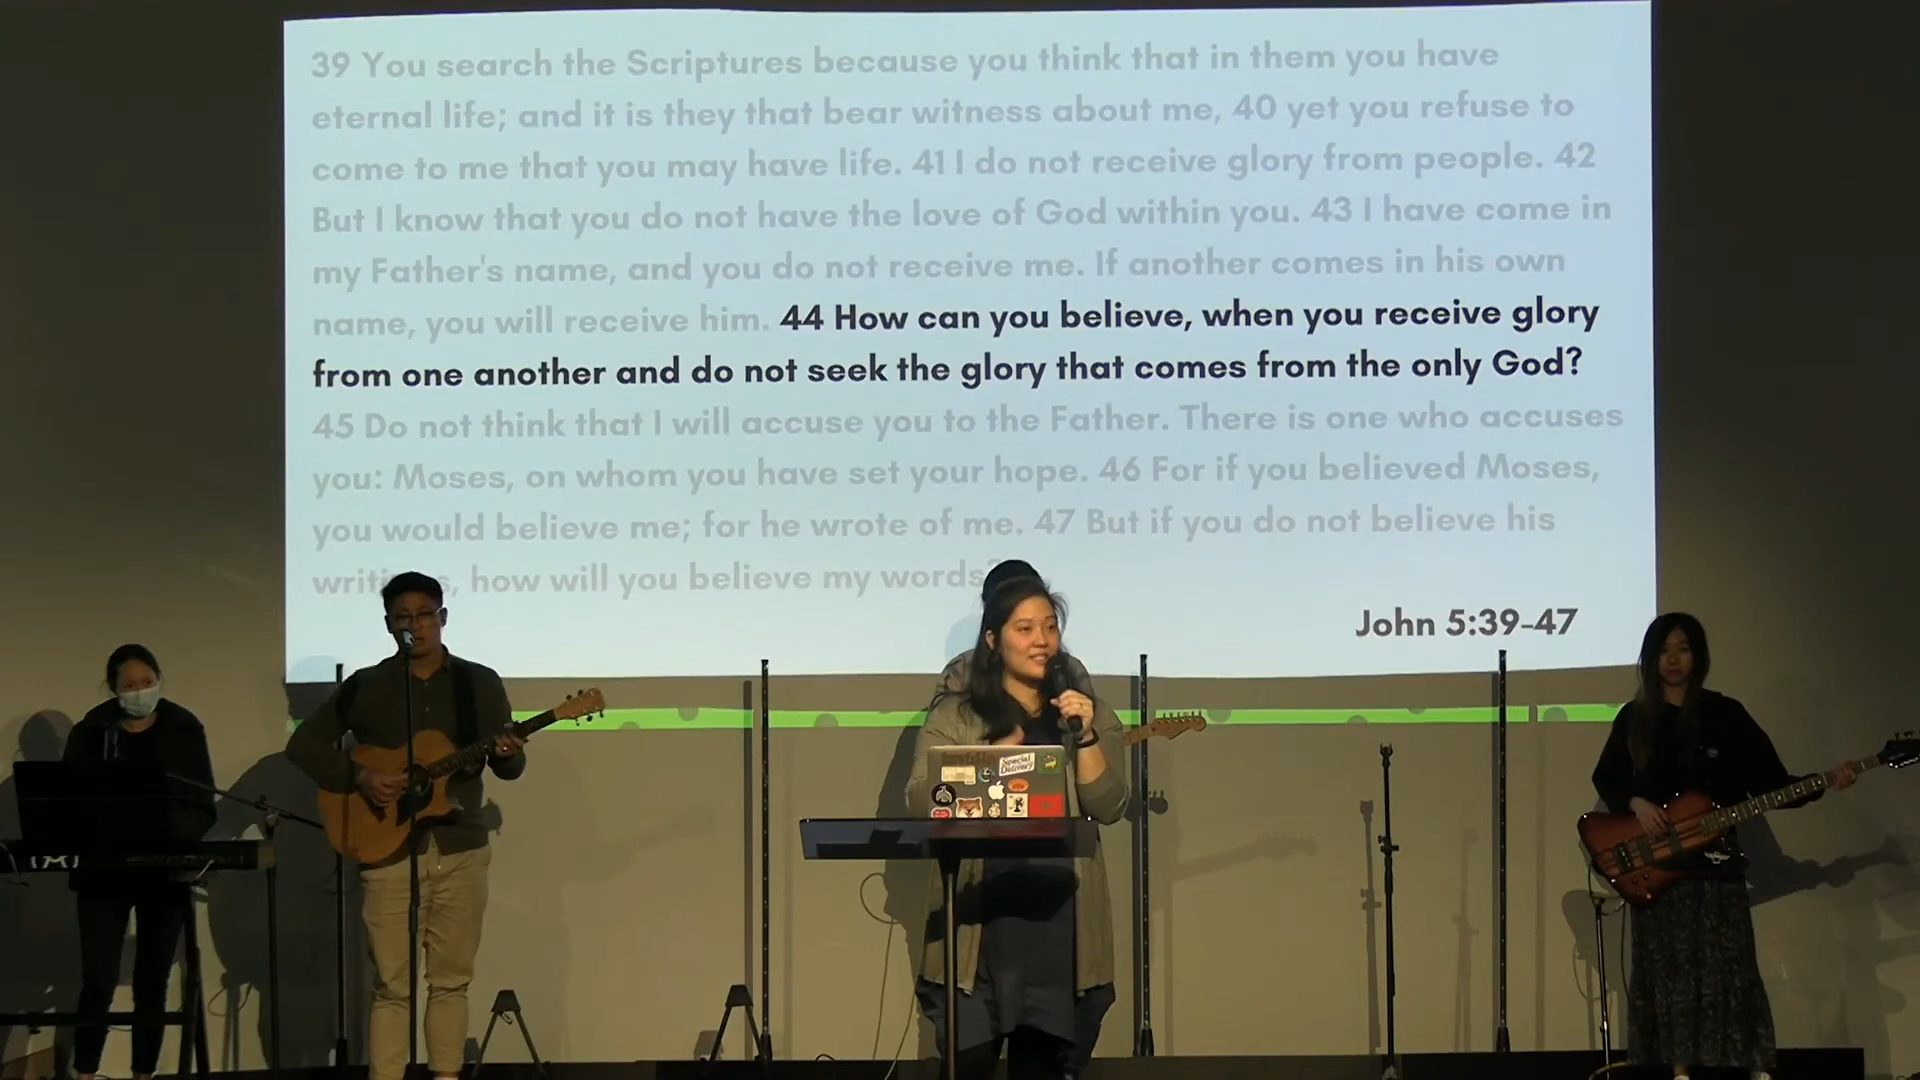 39 You search the Scriptures because you think that in them you have
eternal life; and it is they that bear witness about me, 40 yet you refuse to
come to me that you may have life. 41 I do not receive glory from people. 42
But I know that you do not have the love of God within you. 43 I have come in
my Father's name, and you do not receive me. If another comes in his own
name, you will receive him. 44 How can you believe, when you receive glory
from one another and do not seek the glory that comes from the only God?
45 Do not think that I will accuse you to the Father. There is one who accuses
you: Moses, on whom you have set your hope. 46 For if you believed Moses,
you would believe me; for he wrote of me. 47 But if you do not believe his
how will you believe my words
John 5:39-47
Special
Delivery